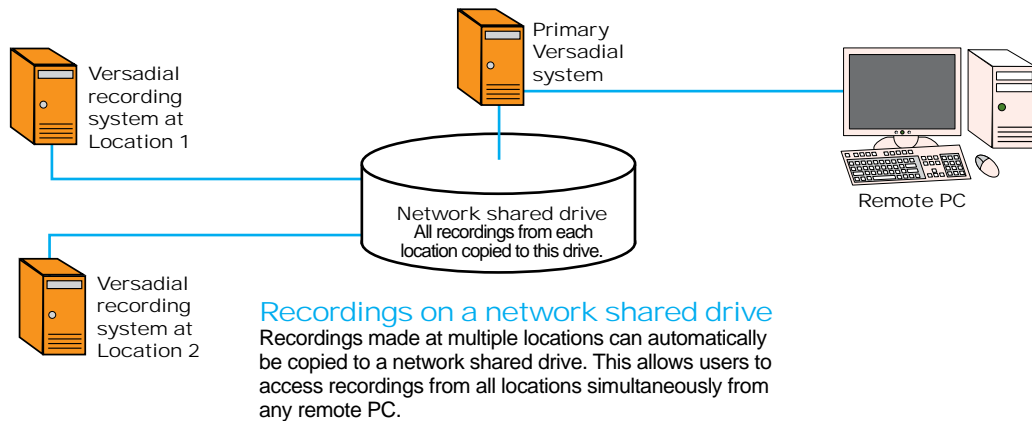 Versadial
recording
system at
Location 1
Primary
Versadial
system
Remote PC
Network shared drive
All recordings from each
location copied to this drive.
Versadial
recording
system at
Location 2
Recordings on a network shared drive
Recordings made at multiple locations can automatically
be copied to a network shared drive. This allows users to
access recordings from all locations simultaneously from
any remote PC.